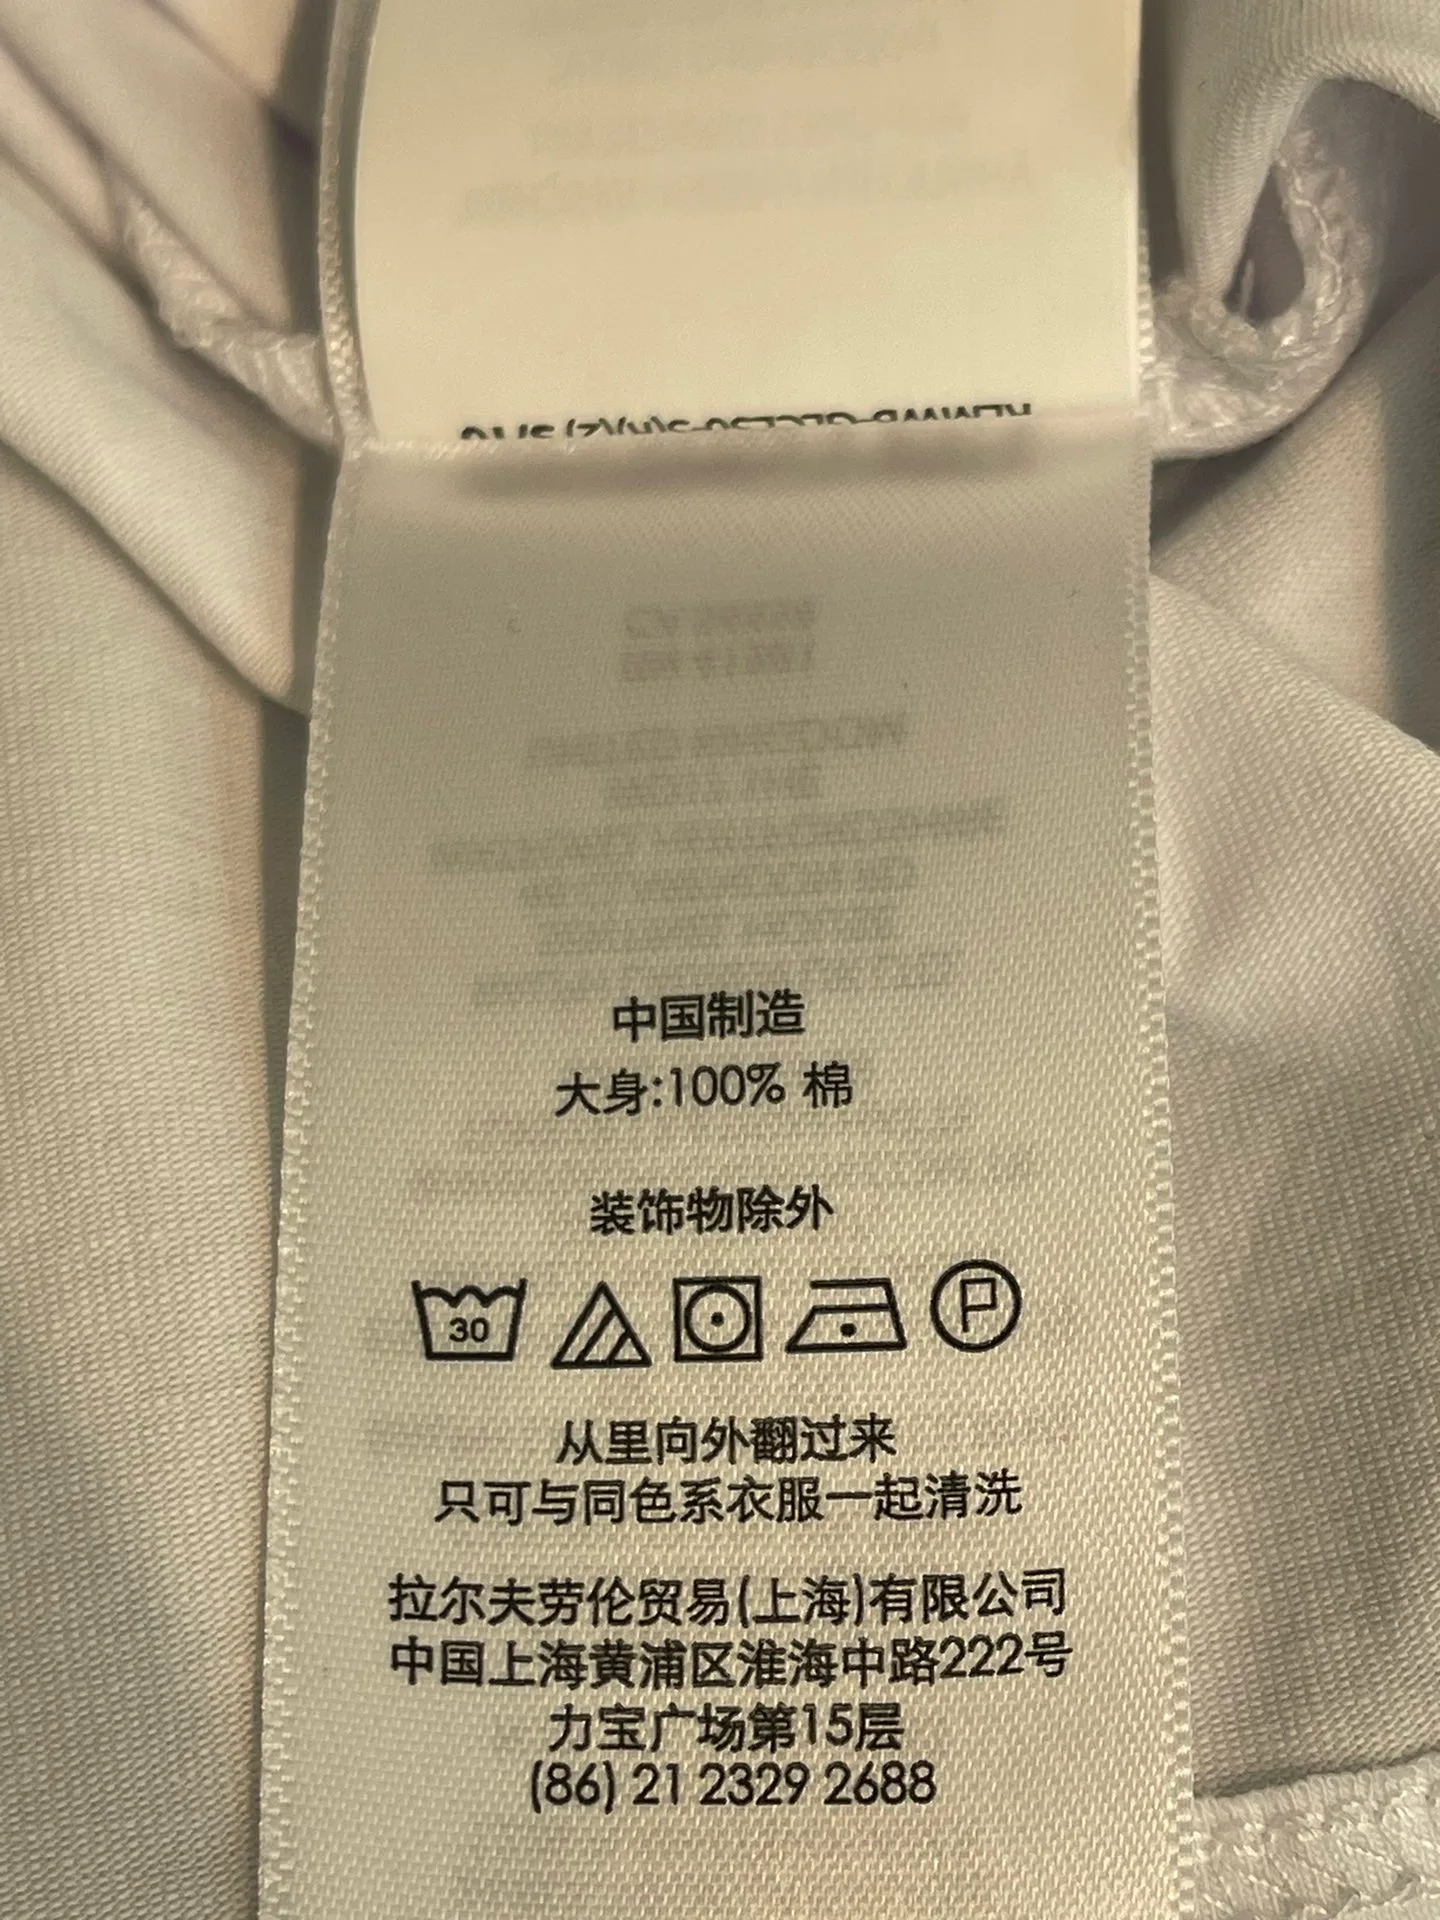 中国制造
大身:100% 棉
装饰物除外
30
P
从里向外翻过来
只可与同色系衣服一起清洗
拉尔夫劳伦贸易(上海)有限公司
中国上海黄浦区淮海中路222号
力宝广场第15层
(86) 21 2329 2688